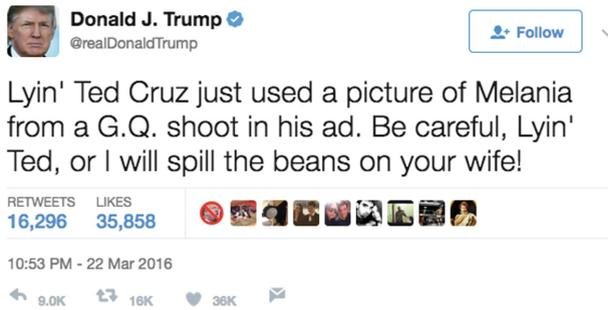 Donald J. Trump
@realDonaldTrump
Follow
Lyin' Ted Cruz just used a picture of Melania
from a G.Q. shoot in his ad. Be careful, Lyin'
Ted, or I will spill the beans on your wife!
RETWEETS LIKES
16,296 35,858
10:53 PM - 22 Mar 2016
9.0K 16K 36K